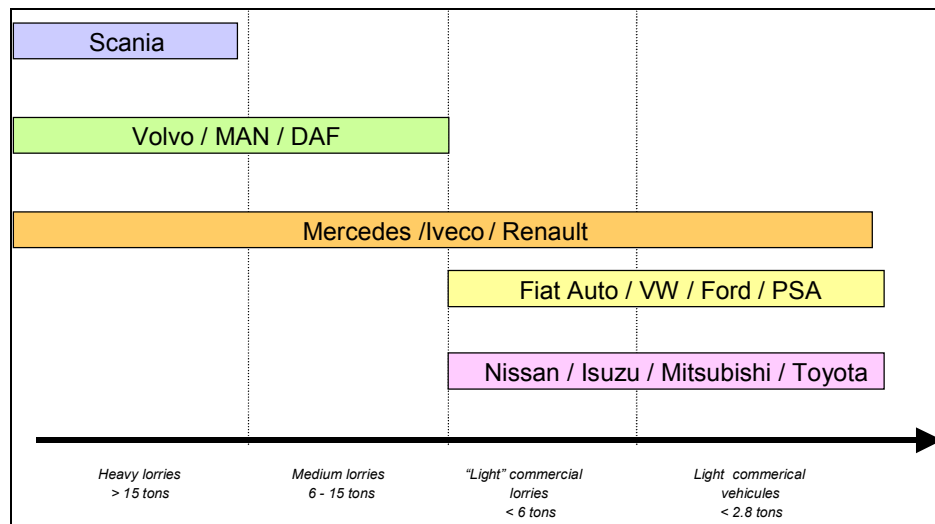 Scania
Volvo / MAN / DAF
Mercedes /Iveco / Renault
Fiat Auto / VW / Ford / PSA
Nissan / Isuzu / Mitsubishi / Toyota
Heavy lorries
> 15 tons
Medium lorries
6 - 15 tons
“Light” commercial
lorries
< 6 tons
Light commerical
vehicules
< 2.8 tons